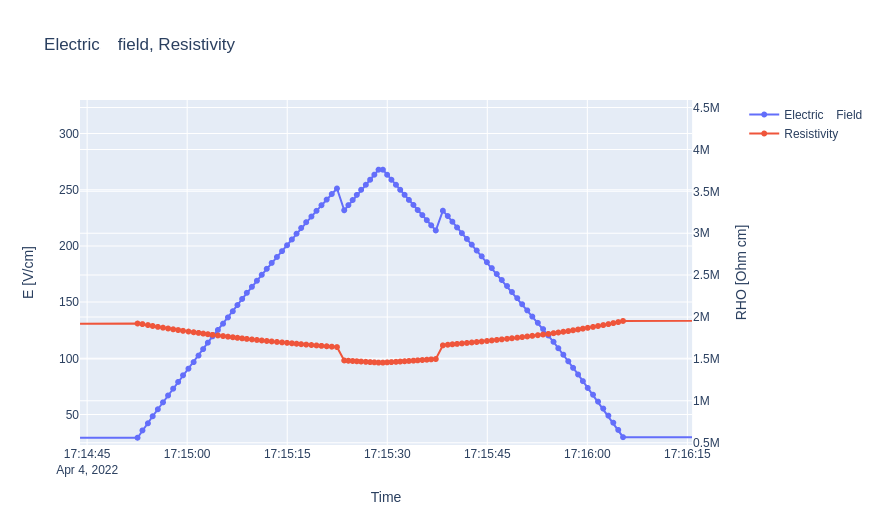 Electric    field, Resistivity
Electric    Field
Resistivity
300
250
200
150
100
50
E [V/cm]
4.5M
4M
3.5M
3M
2.5M
2M
1.5M
1M
0.5M
RHO [Ohm cm]
17:14:45 17:15:00 17:15:15 17:15:30 17:15:45 17:16:00 17:16:15
Apr 4, 2022
Time